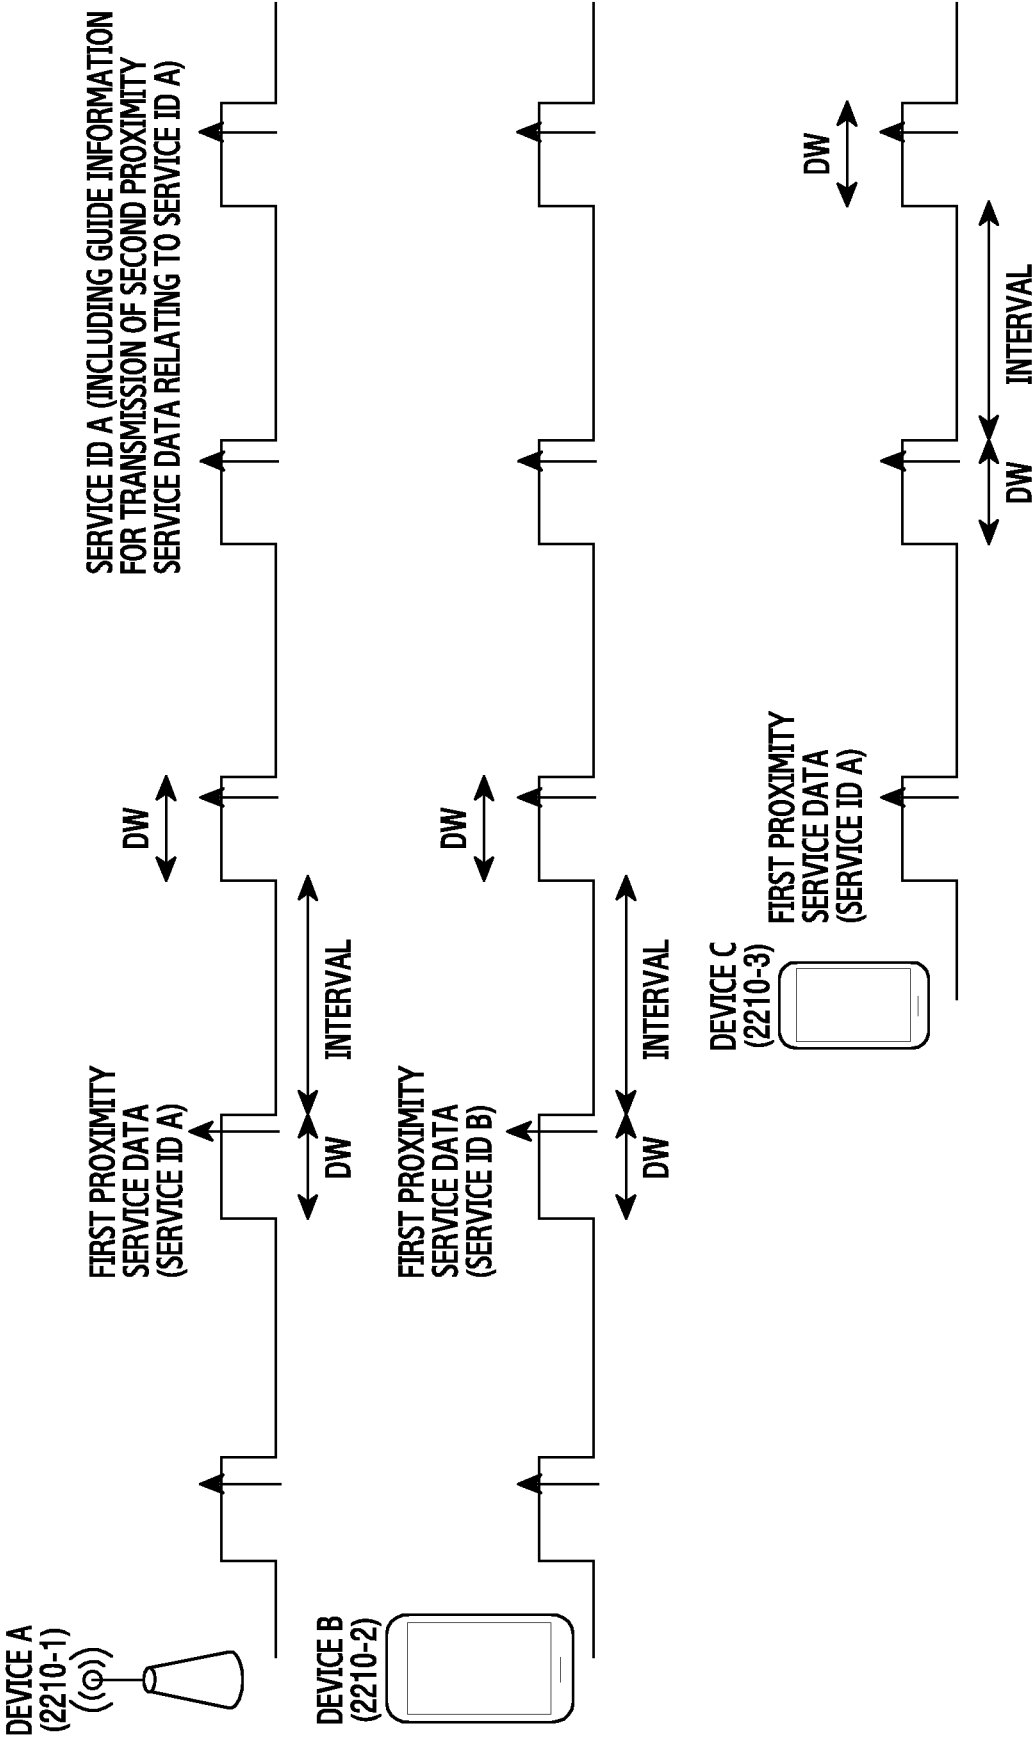 DEVICE A
(2210-1)
FIRST PROXIMITY
SERVICE DATA
(SERVICE ID A)
DW
INTERVAL
DW
SERVICE ID A (INCLUDING GUIDE INFORMATION
FOR TRANSMISSION OF SECOND PROXIMITY
SERVICE DATA RELATING TO SERVICE ID A)
DEVICE B
(2210-2)
FIRST PROXIMITY
SERVICE DATA
(SERVICE ID B)
DW
INTERVAL
DW
DEVICE C
(2210-3)
FIRST PROXIMITY
SERVICE DATA
(SERVICE ID A)
DW
INTERVAL
DW